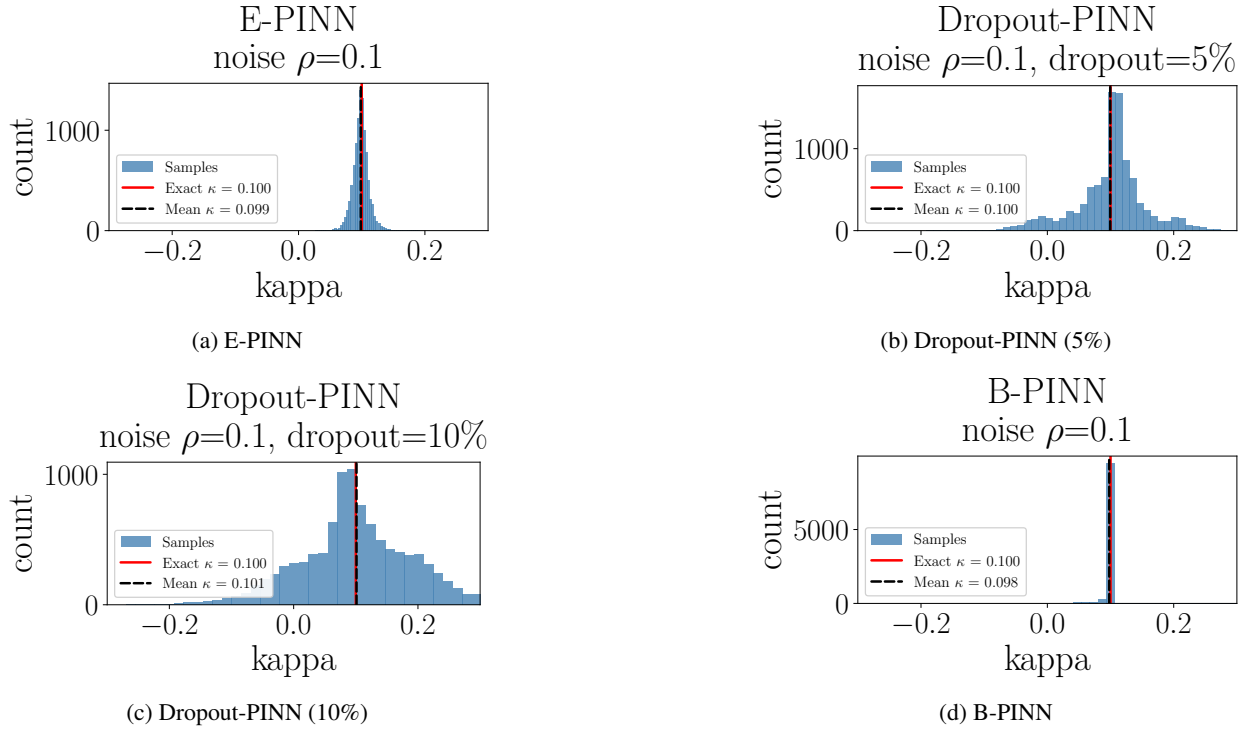 E-PINN
noise ρ=0.1
count
1000
0
Samples
Exact κ = 0.100
Mean κ = 0.099
−0.2
0.0
0.2
kappa
(a) E-PINN
Dropout-PINN
noise ρ=0.1, dropout=5%
count
1000
0
Samples
Exact κ = 0.100
Mean κ = 0.100
−0.2
0.0
0.2
kappa
(b) Dropout-PINN (5%)
Dropout-PINN
noise ρ=0.1, dropout=10%
count
1000
500
0
Samples
Exact κ = 0.100
Mean κ = 0.101
−0.2
0.0
0.2
kappa
(c) Dropout-PINN (10%)
B-PINN
noise ρ=0.1
count
5000
0
Samples
Exact κ = 0.100
Mean κ = 0.098
−0.2
0.0
0.2
kappa
(d) B-PINN